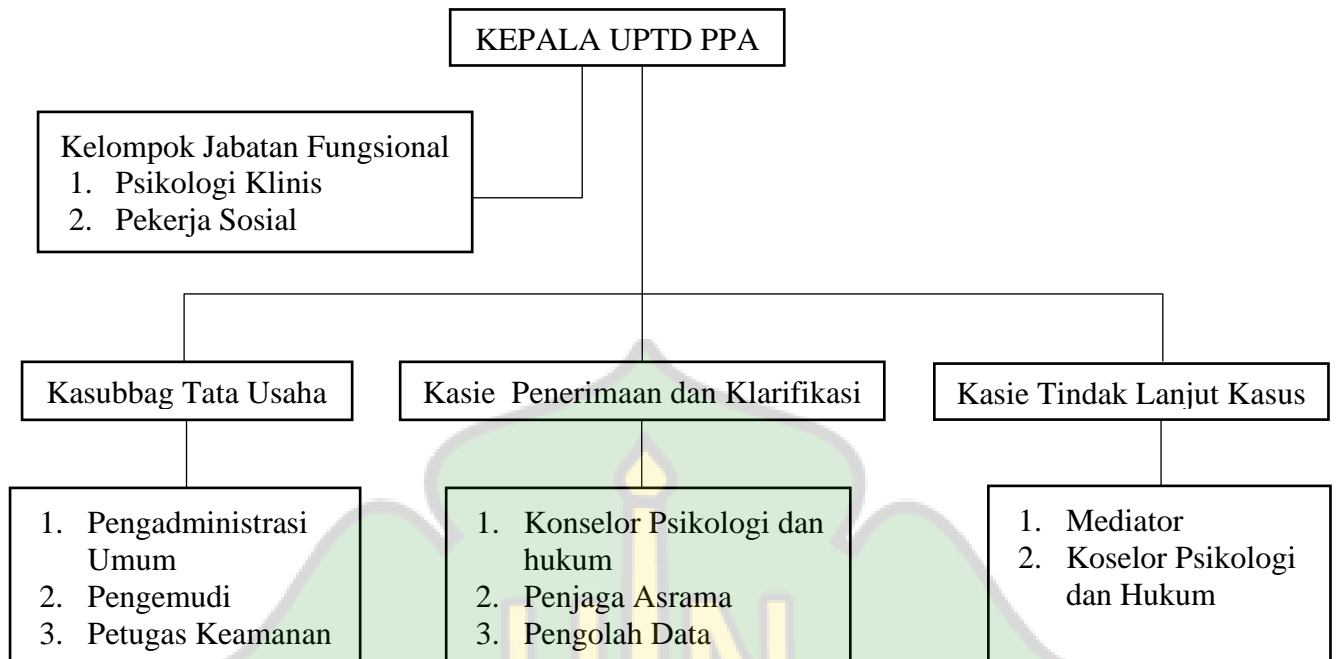 KEPALA UPTD PPA
Kelompok Jabatan Fungsional
1. Psikologi Klinis
2. Pekerja Sosial
Kasubbag Tata Usaha
Kasie Penerimaan dan Klarifikasi
Kasie Tindak Lanjut Kasus
1. Pengadministrasi
Umum
2. Pengemudi
3. Petugas Keamanan
1. Konselor Psikologi dan
hukum
2. Penjaga Asrama
3. Pengolah Data
1. Mediator
2. Koselor Psikologi
dan Hukum
UIN